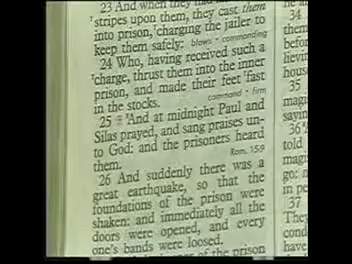 23 And when they had
stripes upon them, they cast them
into prison, charging the jailer to
keep them safely: blows • commanding
24 Who, having received such a
charge, thrust them into the inner
prison, and made their feet fast
in the stocks. command • firm
25 And at midnight Paul and
Silas prayed, and sang praises un-
to God: and the prisoners heard
them. Rom. 15:9
26 And suddenly there was a
great earthquake, so that the
foundations of the prison were
shaken: and immediately all the
doors were opened, and every
one's bands were loosed.
of the prison
34
them
befor
house
35
magi
sayin
36
told
magi
go: n
in pe
37
They
cond
have